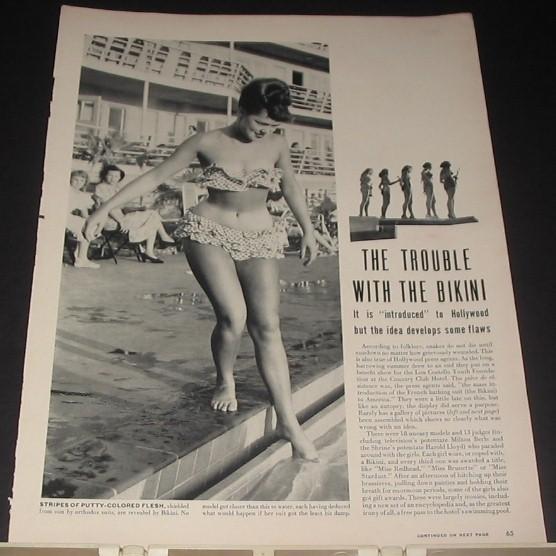 THE TROUBLE
WITH THE BIKINI
It is "introduced" to Hollywood
but the idea develops some flaws
According to folklore, snakes do not die until
sundown no matter how grievously wounded. This
is also true of Hollywood press agents. As the long,
harrowing summer drew to an end they put on a
benefit show for the Lou Costello Youth Founda-
tion at the Country Club Hotel. The pièce de ré-
sistance was, the press agents said, "the mass in-
troduction of the French bathing suit (the Bikini)
to America." They were a little late on this, but
like an autopsy, the display did serve a purpose.
Rarely has a gallery of pictures (left and next page)
been assembled which shows so clearly what was
wrong with an idea.
There were 18 uneasy models and 13 judges (in-
cluding television's potentate Milton Berle and
the Shrine's potentate Harold Lloyd) who paraded
around with the girls. Each girl wore, or coped with,
a Bikini, and every third one was awarded a title,
like "Miss Redhead," "Miss Brunette" or "Miss
Stardust." After an afternoon of hitching up their
brassieres, pulling down panties and holding their
breath for enormous periods, some of the girls also
got gift awards. These were largely ironies, includ-
ing a new set of an encyclopedia and, as the greatest
irony of all, a free pass to the hotel's swimming pool.
STRIPES OF PUTTY-COLORED FLESH, shielded
from sun by orthodox suits, are revealed by Bikini. No
model got closer than this to water, each having deduced
what would happen if her suit got the least bit damp.
CONTINUED ON NEXT PAGE 65